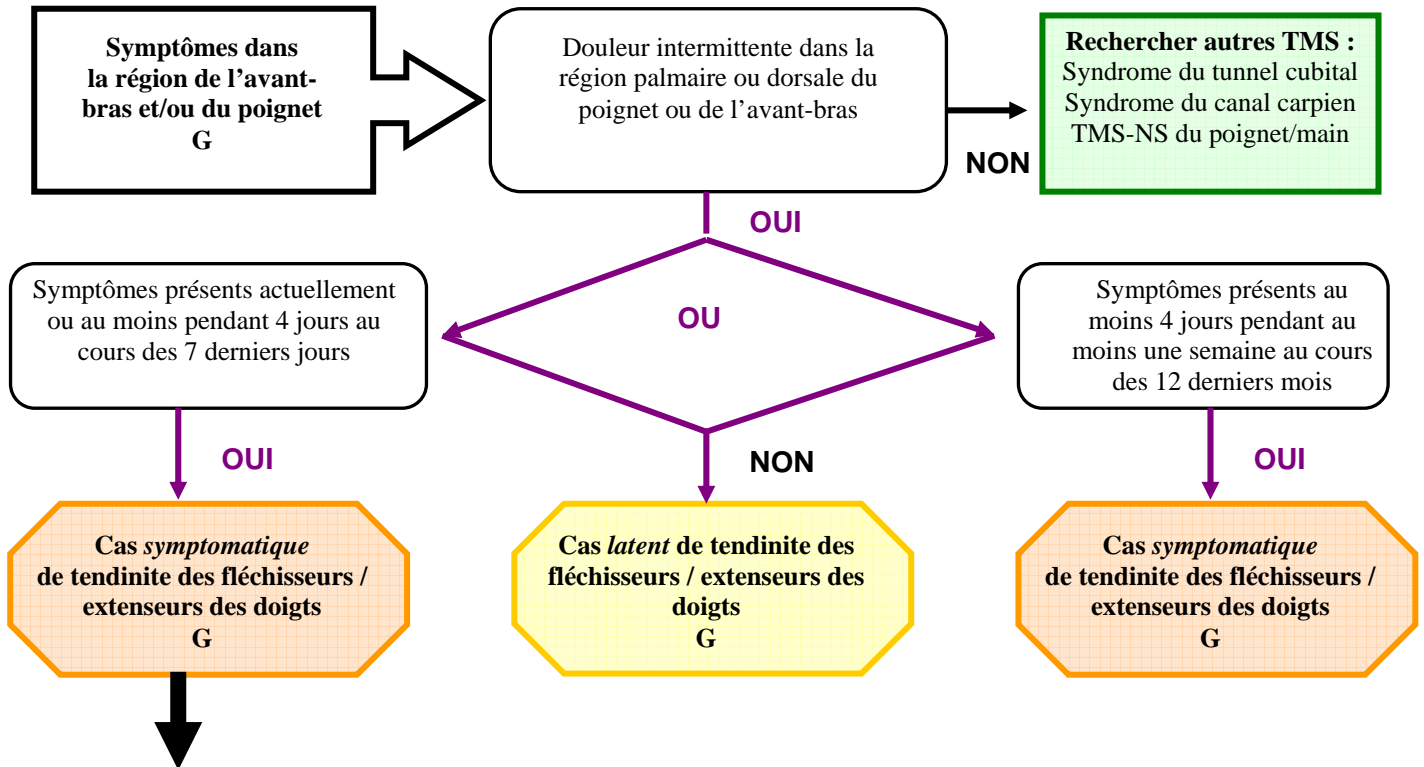 Symptômes dans
la région de l'avant-
bras et/ou du poignet
G
Douleur intermittente dans la
région palmaire ou dorsale du
poignet ou de l'avant-bras
Rechercher autres TMS :
Syndrome du tunnel cubital
Syndrome du canal carpien
TMS-NS du poignet/main
NON
OUI
Symptômes présents actuellement
ou au moins pendant 4 jours au
cours des 7 derniers jours
OU
Symptômes présents au
moins 4 jours pendant au
moins une semaine au cours
des 12 derniers mois
OUI
NON
OUI
Cas symptomatique
de tendinite des fléchisseurs /
extenseurs des doigts
G
Cas latent de tendinite des
fléchisseurs / extenseurs des
doigts
G
Cas symptomatique
de tendinite des fléchisseurs /
extenseurs des doigts
G